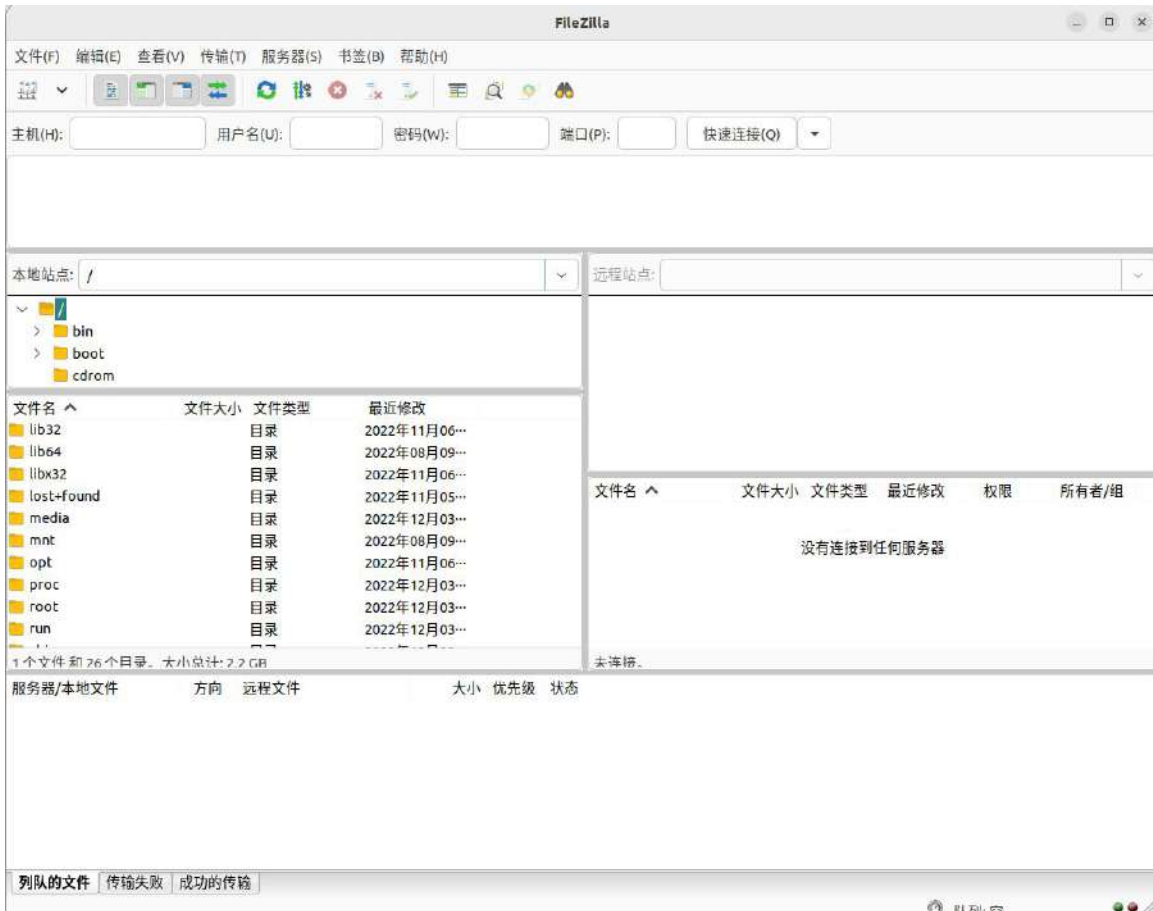 FileZilla
文件(F) 编辑(E) 查看(V) 传输(T) 服务器(S) 书签(B) 帮助(H)
主机(H): 用户名(U): 密码(W): 端口(P): 快速连接(Q)
本地站点: /
远程站点:
/
bin
boot
cdrom
文件名 文件大小 文件类型 最近修改
lib32 目录 2022年11月06…
lib64 目录 2022年08月09…
libx32 目录 2022年11月06…
lost+found 目录 2022年11月05…
media 目录 2022年12月03…
mnt 目录 2022年08月09…
opt 目录 2022年11月06…
proc 目录 2022年12月03…
root 目录 2022年12月03…
run 目录 2022年12月03…
1个文件 和 26个目录。大小总计: 2.2 GB
文件名 文件大小 文件类型 最近修改 权限 所有者/组
没有连接到任何服务器
未连接。
服务器/本地文件 方向 远程文件 大小 优先级 状态
列队的文件 传输失败 成功的传输
队列: 空